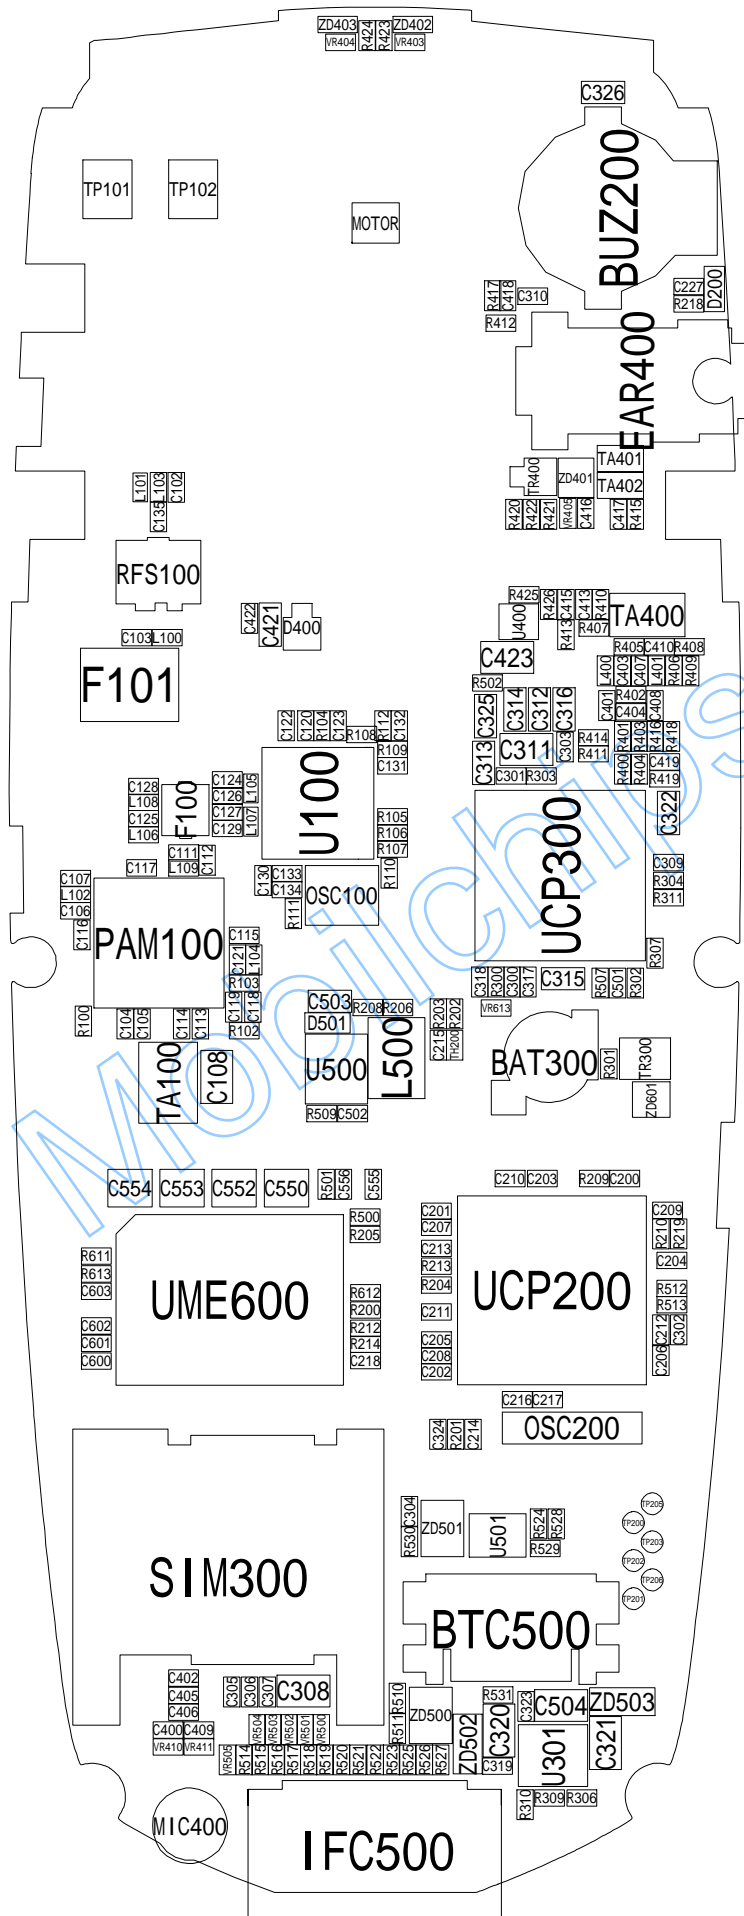 ZD403
R424
R423
ZD402
VR404
VR403
C326
BUZ200
TP101
TP102
MOTOR
R417
C418
C310
C227
R218
D200
R412
EAR400
TA401
TA402
TR400
ZD401
L101
L103
C102
C135
R420
R422
R421
VR405
C416
C417
R415
RFS100
C422
C421
D400
R425
U400
R426
C415
C413
R410
R413
R407
TA400
C103
L100
F101
C423
R405
C410
R408
R502
L400
C403
C407
L401
R406
R409
C325
C314
C312
C316
C401
R402
C404
C408
C122
C120
R104
C123
R108
R112
C132
R109
C131
C313
C311
C303
R414
R411
R401
R403
R416
R418
C301
R303
R400
R404
C419
R419
U100
C128
L108
C125
L106
F100
C124
C126
C127
C129
L105
L107
R105
R106
R107
UCP300
C322
C117
C111
L109
C112
C130
C133
C134
R111
OSC100
R110
C309
R304
R311
C107
L102
C106
C116
PAM100
C115
C121
L104
R103
C119
C118
R102
R307
C318
R300
C300
C317
C315
R507
C501
R302
VR613
R100
C104
C105
C114
C113
C503
D501
R208
R206
R203
R202
C215
TH200
TA100
C108
U500
L500
BAT300
R301
TR300
ZD601
R509
C502
C554
C553
C552
C550
R501
C556
C555
C210
C203
R209
C200
R500
R205
C201
C207
C209
R210
R219
R611
R613
C603
UME600
C213
R213
R204
UCP200
C204
R612
R200
R212
R214
C218
C211
R512
R513
C602
C601
C600
C205
C208
C202
C212
C302
C206
C216
C217
OSC200
C324
R201
C214
TP205
TP200
TP203
TP202
TP206
TP201
C304
R530
ZD501
U501
R524
R528
R529
SIM300
BTC500
C402
C405
C406
C305
C306
C307
C308
R510
R511
ZD500
R531
C323
C504
ZD503
C400
C409
VR410
VR411
VR504
VR503
VR502
VR501
VR500
ZD502
C320
C321
U301
VR505
R514
R515
R516
R517
R518
R519
R520
R521
R522
R523
R525
R526
R527
C319
R310
R309
R306
MIC400
IFC500
Mobilchips